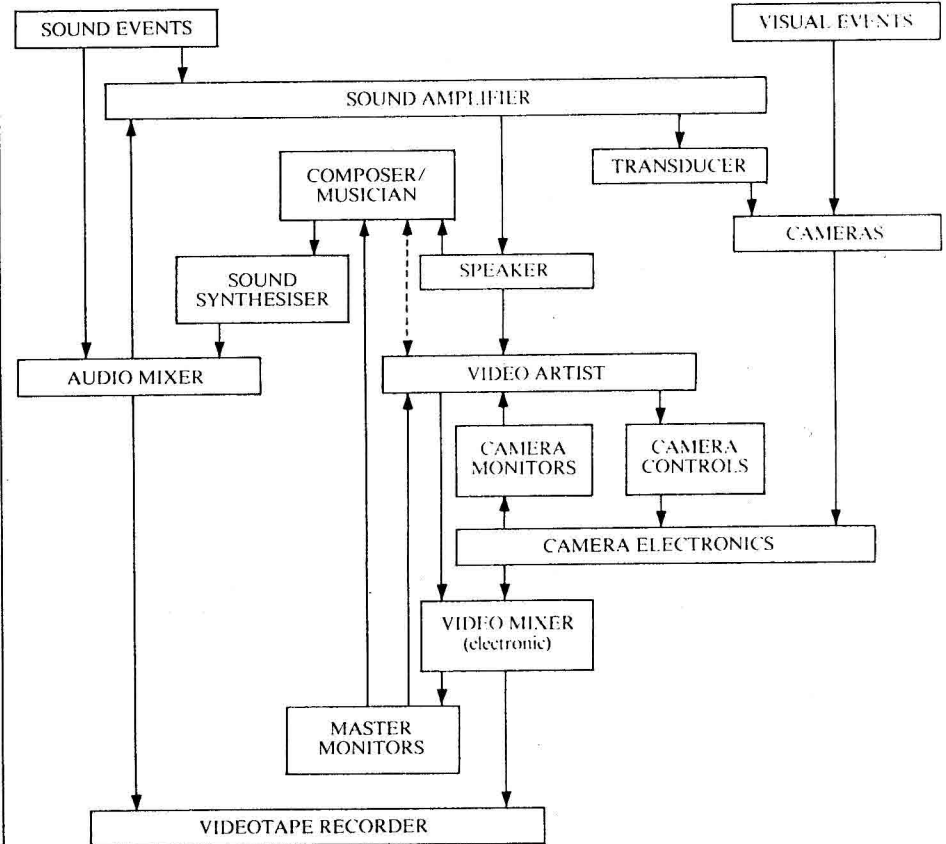 SOUND EVENTS
VISUAL EVENTS
SOUND AMPLIFIER
COMPOSER/
MUSICIAN
TRANSDUCER
CAMERAS
SOUND
SYNTHESISER
SPEAKER
AUDIO MIXER
VIDEO ARTIST
CAMERA
MONITORS
CAMERA
CONTROLS
CAMERA ELECTRONICS
VIDEO MIXER
(electronic)
MASTER
MONITORS
VIDEOTAPE RECORDER